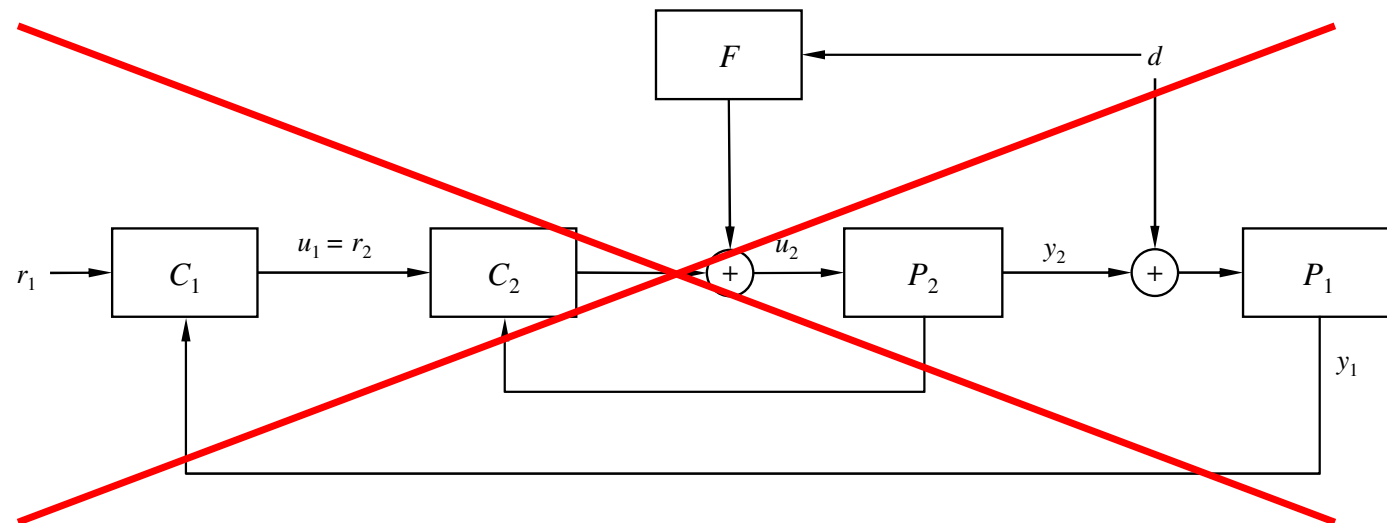 F
d
u₁ = r₂
u₂
y₂
r₁
C₁
C₂
+
P₂
+
P₁
y₁